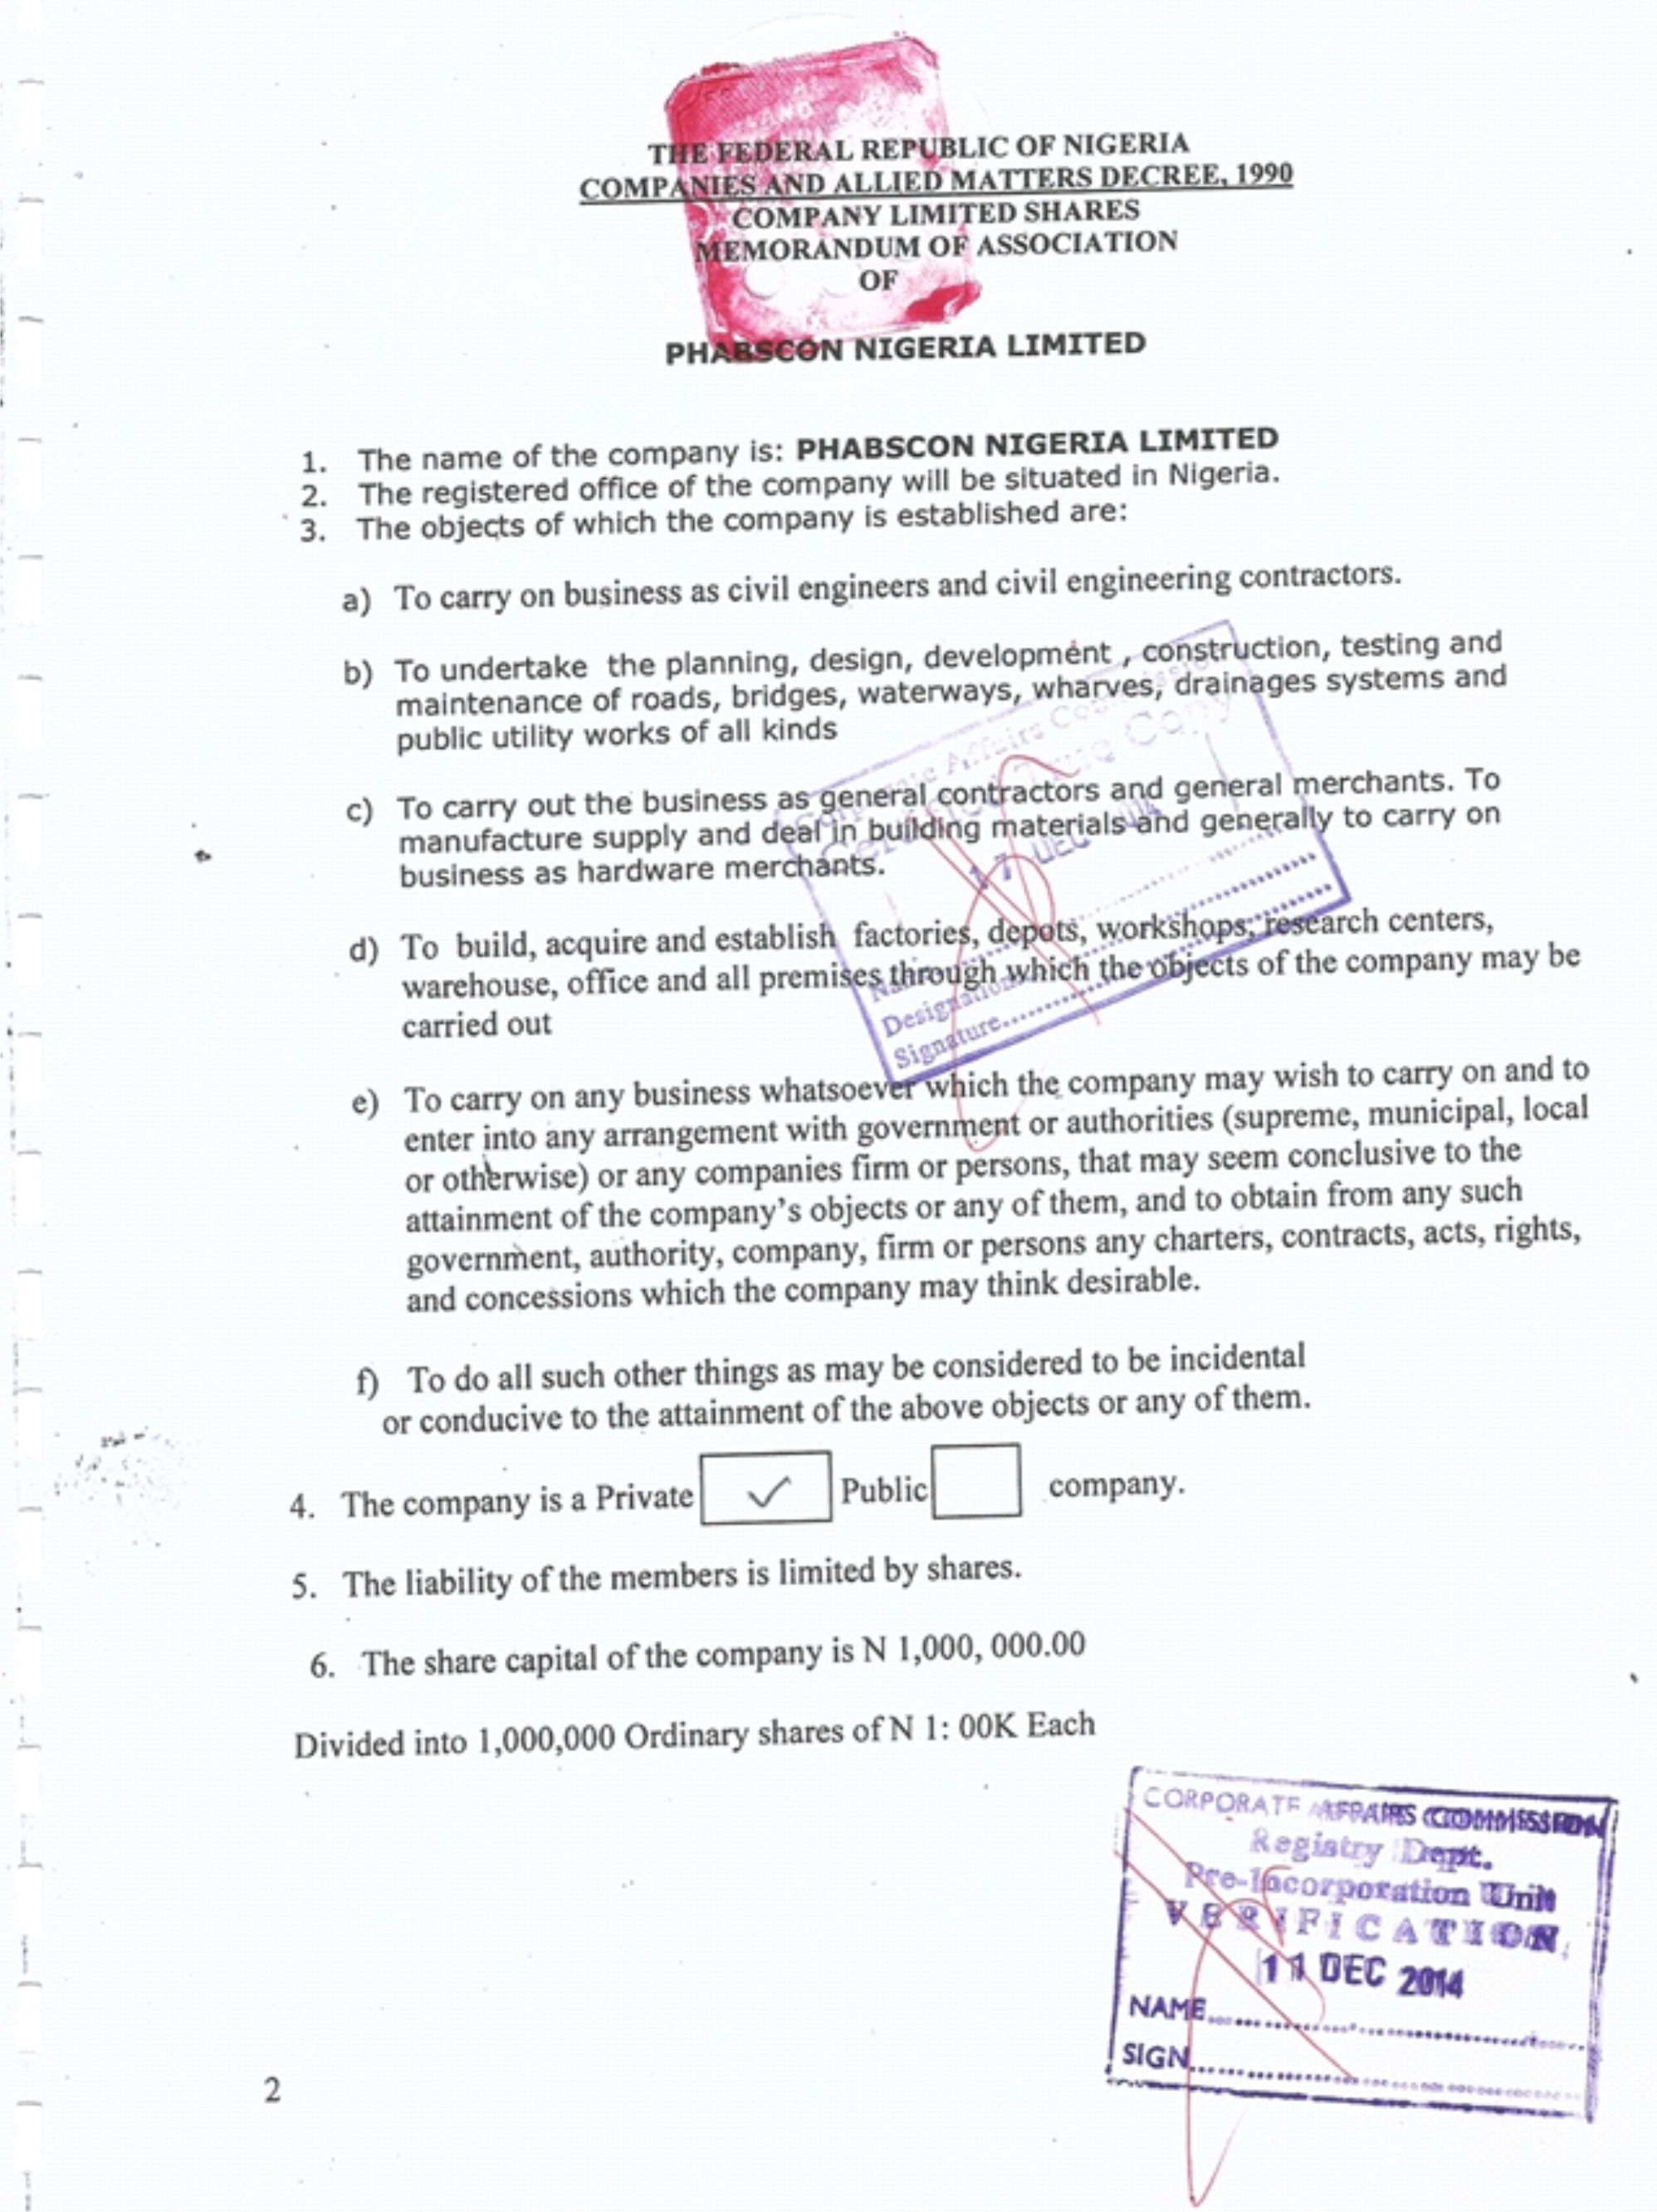 THE FEDERAL REPUBLIC OF NIGERIA
COMPANIES AND ALLIED MATTERS DECREE, 1990
COMPANY LIMITED SHARES
MEMORANDUM OF ASSOCIATION
OF
PHABSCON NIGERIA LIMITED
1. The name of the company is: PHABSCON NIGERIA LIMITED
2. The registered office of the company will be situated in Nigeria.
3. The objects of which the company is established are:
a) To carry on business as civil engineers and civil engineering contractors.
b) To undertake the planning, design, development , construction, testing and
maintenance of roads, bridges, waterways, wharves, drainages systems and
public utility works of all kinds
c) To carry out the business as general contractors and general merchants. To
manufacture supply and deal in building materials and generally to carry on
business as hardware merchants.
d) To build, acquire and establish factories, depots, workshops, research centers,
warehouse, office and all premises through which the objects of the company may be
carried out
e) To carry on any business whatsoever which the company may wish to carry on and to
enter into any arrangement with government or authorities (supreme, municipal, local
or otherwise) or any companies firm or persons, that may seem conclusive to the
attainment of the company's objects or any of them, and to obtain from any such
government, authority, company, firm or persons any charters, contracts, acts, rights,
and concessions which the company may think desirable.
f) To do all such other things as may be considered to be incidental
or conducive to the attainment of the above objects or any of them.
4. The company is a Private ✓ Public company.
5. The liability of the members is limited by shares.
6. The share capital of the company is N 1,000, 000.00
Divided into 1,000,000 Ordinary shares of N 1: 00K Each
Corporate Affairs Commission
Certified True Copy
17 DEC
Designation
Signature
CORPORATE AFFAIRS COMMISSION
Registry Dept.
Pre-Incorporation Unit
VERIFICATION
11 DEC 2014
NAME
SIGN
2